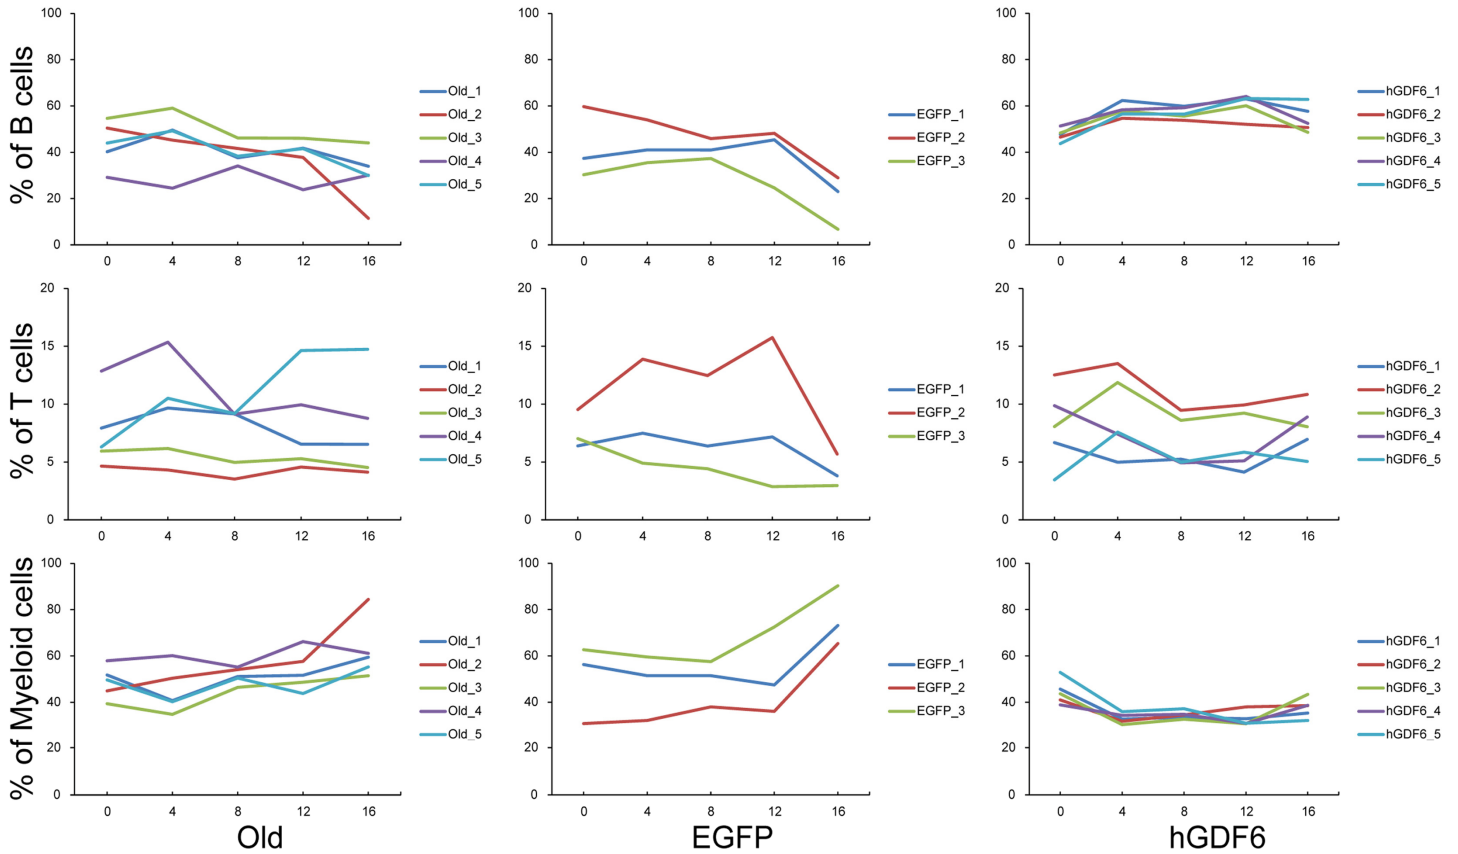 % of B cells
100
80
60
40
20
0
0 4 8 12 16
Old_1
Old_2
Old_3
Old_4
Old_5
100
80
60
40
20
0
0 4 8 12 16
EGFP_1
EGFP_2
EGFP_3
100
80
60
40
20
0
0 4 8 12 16
hGDF6_1
hGDF6_2
hGDF6_3
hGDF6_4
hGDF6_5
% of T cells
20
15
10
5
0
0 4 8 12 16
Old_1
Old_2
Old_3
Old_4
Old_5
20
15
10
5
0
0 4 8 12 16
EGFP_1
EGFP_2
EGFP_3
20
15
10
5
0
0 4 8 12 16
hGDF6_1
hGDF6_2
hGDF6_3
hGDF6_4
hGDF6_5
% of Myeloid cells
100
80
60
40
20
0
0 4 8 12 16
Old_1
Old_2
Old_3
Old_4
Old_5
Old
100
80
60
40
20
0
0 4 8 12 16
EGFP_1
EGFP_2
EGFP_3
EGFP
100
80
60
40
20
0
0 4 8 12 16
hGDF6_1
hGDF6_2
hGDF6_3
hGDF6_4
hGDF6_5
hGDF6